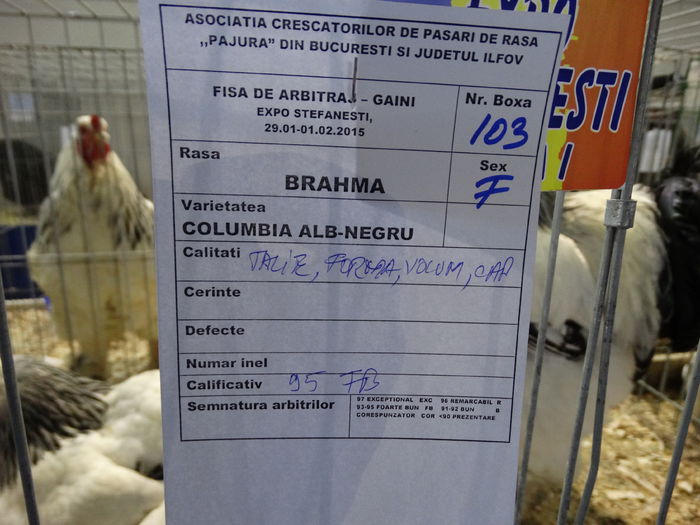 ASOCIATIA CRESCATORILOR DE PASARI DE RASA
,,PAJURA" DIN BUCURESTI SI JUDETUL ILFOV
FISA DE ARBITRAJ – GAINI
EXPO STEFANESTI,
29.01-01.02.2015
Nr. Boxa
103
Rasa
BRAHMA
Sex
F
Varietatea
COLUMBIA ALB-NEGRU
Calitati TALIE, FORMA, VOLUM, CAP
Cerinte
Defecte
Numar inel
Calificativ 95 FB
Semnatura arbitrilor
97 EXCEPTIONAL EXC 96 REMARCABIL R
93-95 FOARTE BUN FB 91-92 BUN B
CORESPUNZATOR COR <90 PREZENTARE
ESTI